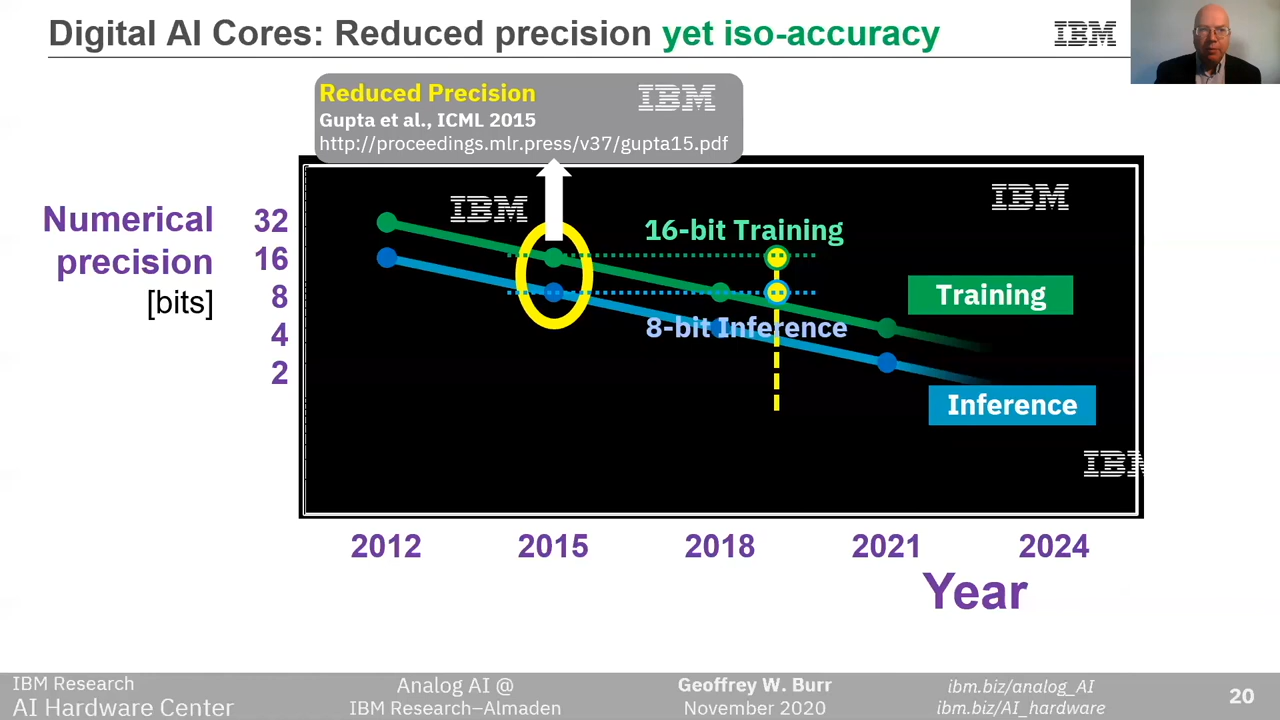 Digital AI Cores: Reduced precision yet iso-accuracy
IBM
Reduced Precision
IBM
Gupta et al., ICML 2015
http://proceedings.mlr.press/v37/gupta15.pdf
Numerical
precision
[bits]
32
16
8
4
2
IBM
IBM
16-bit Training
Training
8-bit Inference
Inference
IBM
2012
2015
2018
2021
2024
Year
IBM Research
AI Hardware Center
Analog AI @
IBM Research–Almaden
Geoffrey W. Burr
November 2020
ibm.biz/analog_AI
ibm.biz/AI_hardware
20